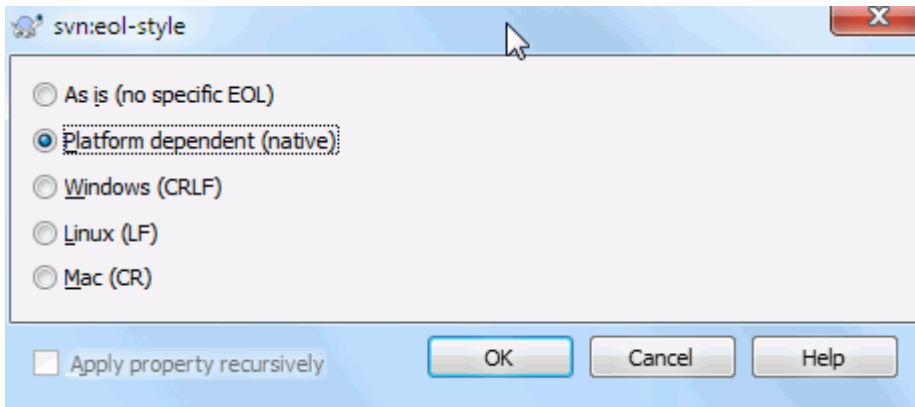 svn:eol-style
As is (no specific EOL)
Platform dependent (native)
Windows (CRLF)
Linux (LF)
Mac (CR)
Apply property recursively
OK
Cancel
Help